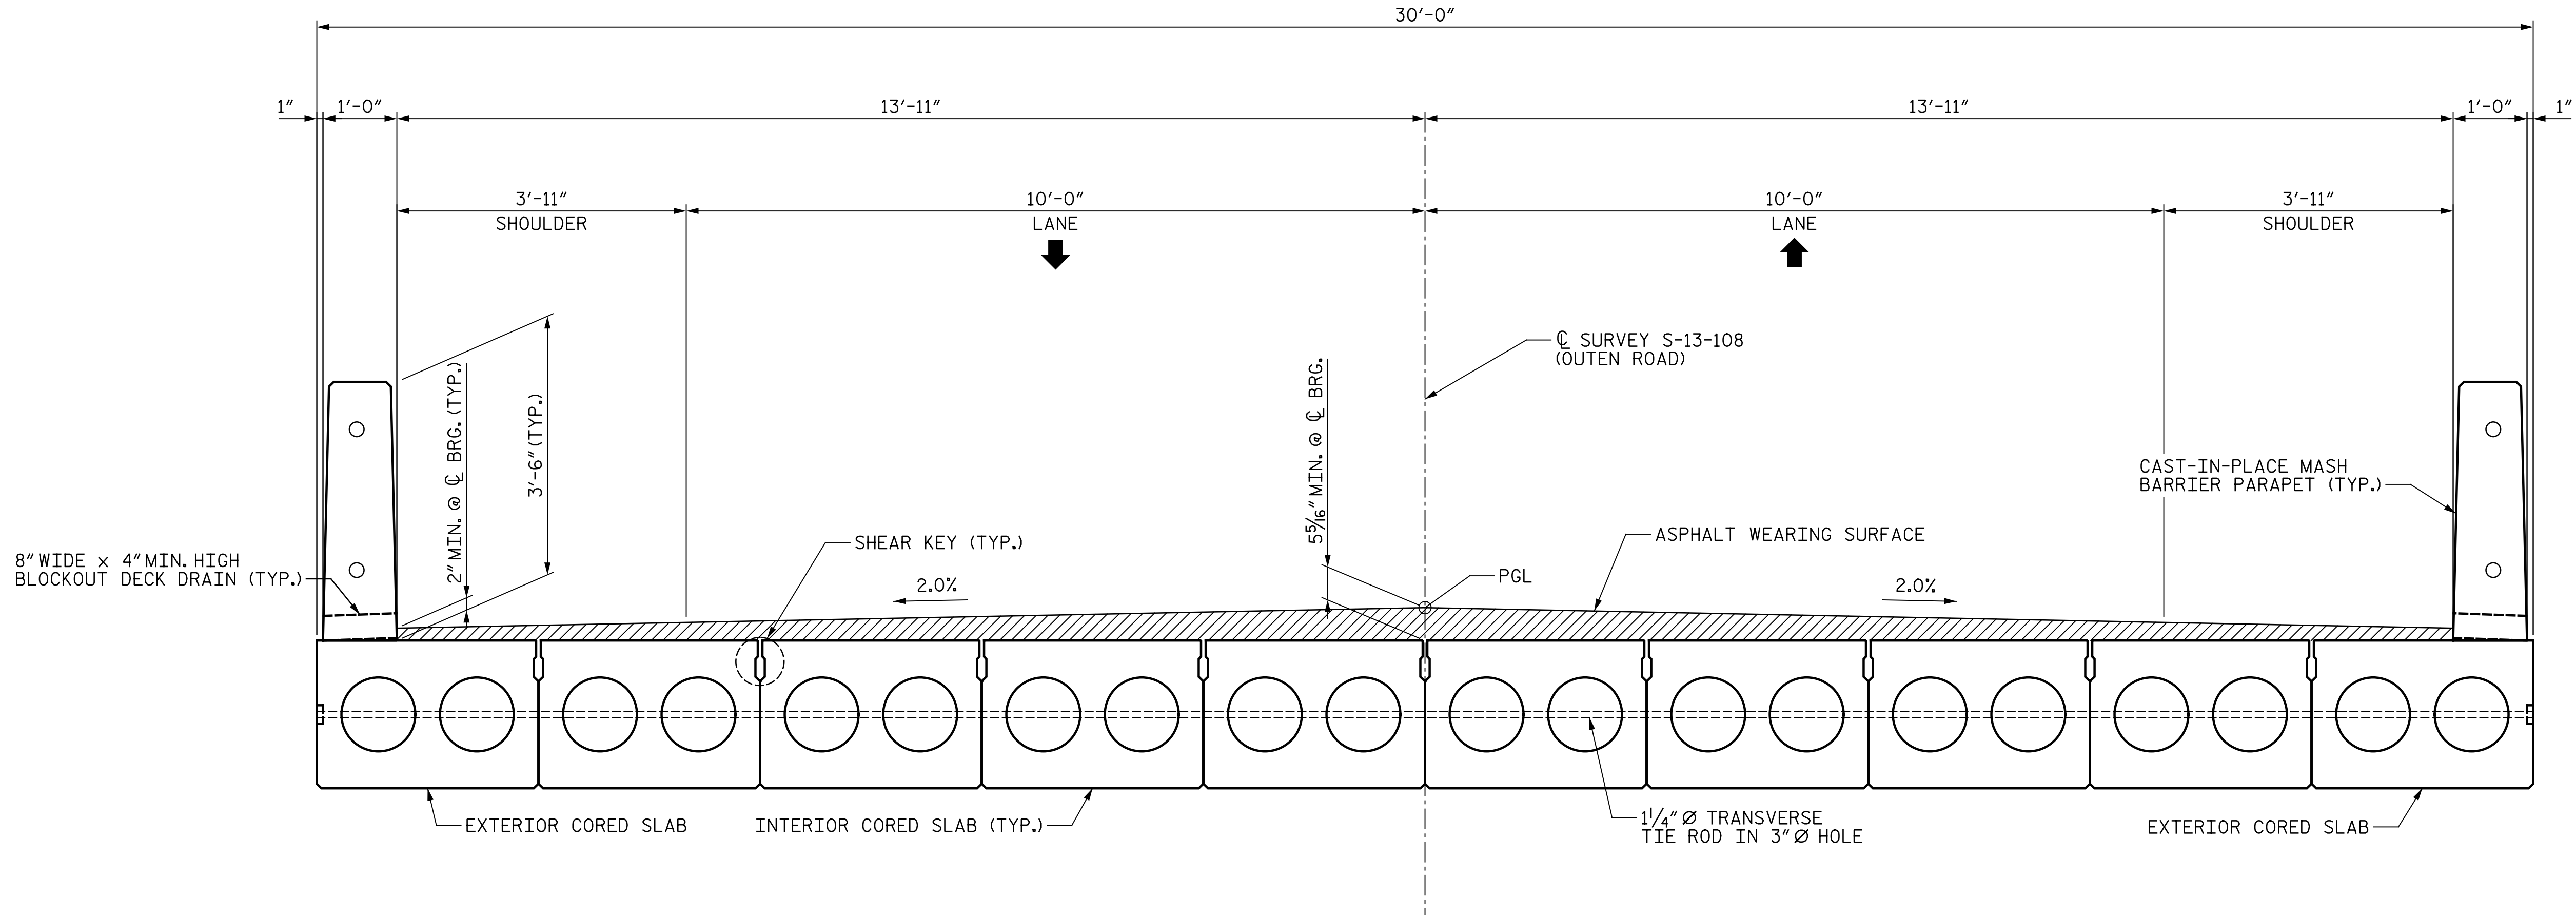 30'-0"
1"
1'-0"
13'-11"
13'-11"
1'-0"
1"
3'-11"
SHOULDER
10'-0"
LANE
10'-0"
LANE
3'-11"
SHOULDER
℄ SURVEY S-13-108
(OUTEN ROAD)
2" MIN. @ ℄ BRG. (TYP.)
3'-6" (TYP.)
5 5/16" MIN. @ ℄ BRG.
CAST-IN-PLACE MASH
BARRIER PARAPET (TYP.)
SHEAR KEY (TYP.)
ASPHALT WEARING SURFACE
8" WIDE x 4" MIN. HIGH
BLOCKOUT DECK DRAIN (TYP.)
2.0%
PGL
2.0%
EXTERIOR CORED SLAB
INTERIOR CORED SLAB (TYP.)
1 1/4" Ø TRANSVERSE
TIE ROD IN 3" Ø HOLE
EXTERIOR CORED SLAB